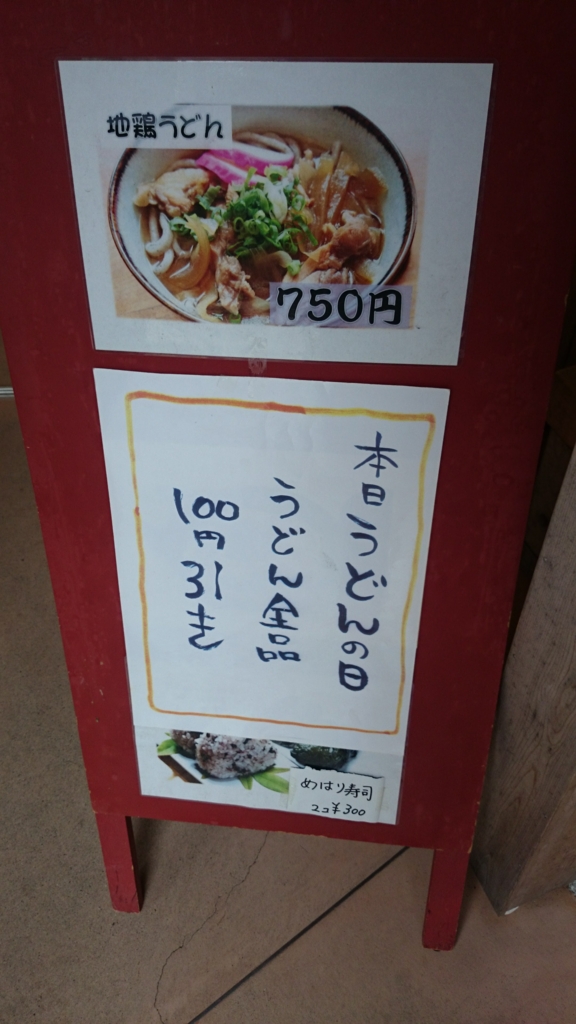 地鶏うどん
750円
本日うどんの日
うどん全品
100円引き
めはり寿司
2コ¥300